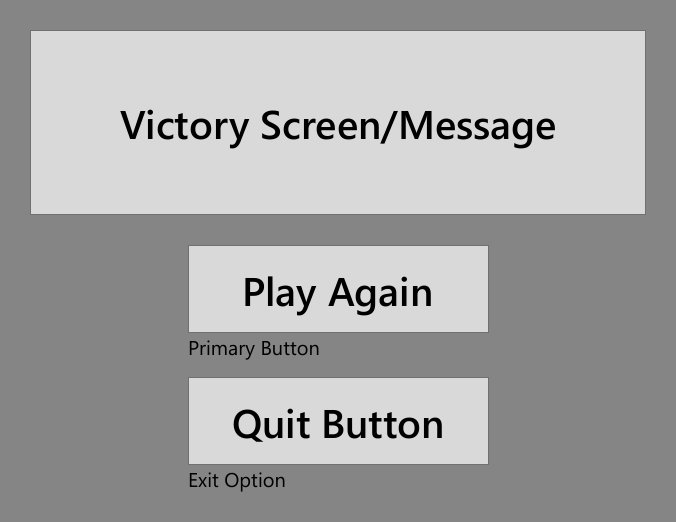 Victory Screen/Message
Play Again
Primary Button
Quit Button
Exit Option